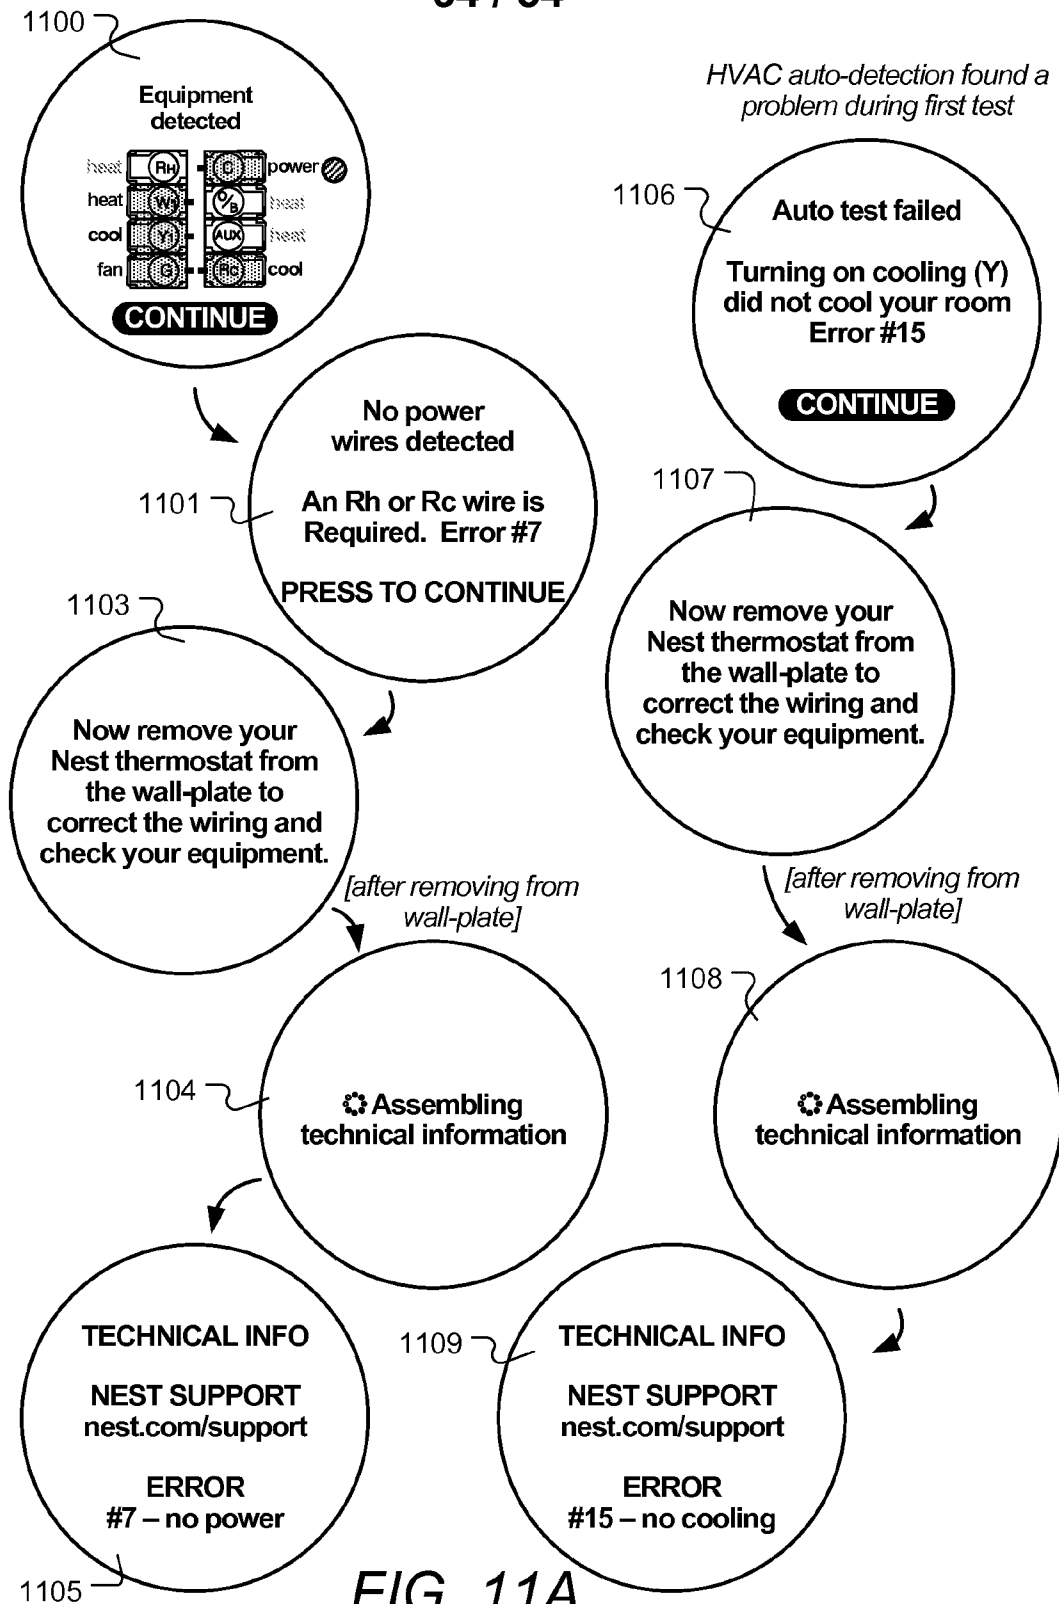 1100
Equipment
detected
heat RH C power
heat W1 O/B heat
cool Y1 AUX heat
fan G RC cool
CONTINUE
1101
No power
wires detected
An Rh or Rc wire is
Required. Error #7
PRESS TO CONTINUE
1103
Now remove your
Nest thermostat from
the wall-plate to
correct the wiring and
check your equipment.
[after removing from
wall-plate]
1104
Assembling
technical information
TECHNICAL INFO
NEST SUPPORT
nest.com/support
ERROR
#7 – no power
1105
HVAC auto-detection found a
problem during first test
1106
Auto test failed
Turning on cooling (Y)
did not cool your room
Error #15
CONTINUE
1107
Now remove your
Nest thermostat from
the wall-plate to
correct the wiring and
check your equipment.
[after removing from
wall-plate]
1108
Assembling
technical information
1109
TECHNICAL INFO
NEST SUPPORT
nest.com/support
ERROR
#15 – no cooling
FIG. 11A